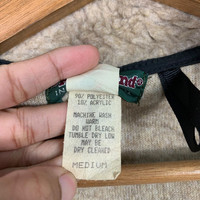 90% POLYESTER
10% ACRYLIC
MACHINE WASH
WARM
DO NOT BLEACH
TUMBLE DRY LOW
MAY BE
DRY CLEANED
MEDIUM